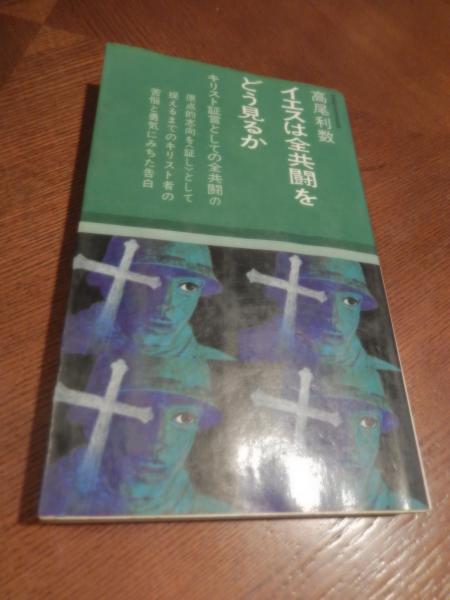 高尾利数
イエスは全共闘を
どう見るか
キリスト証言としての全共闘の
原点的志向を〈証し〉として
捉えるまでのキリスト者の
苦悩と勇気にみちた告白